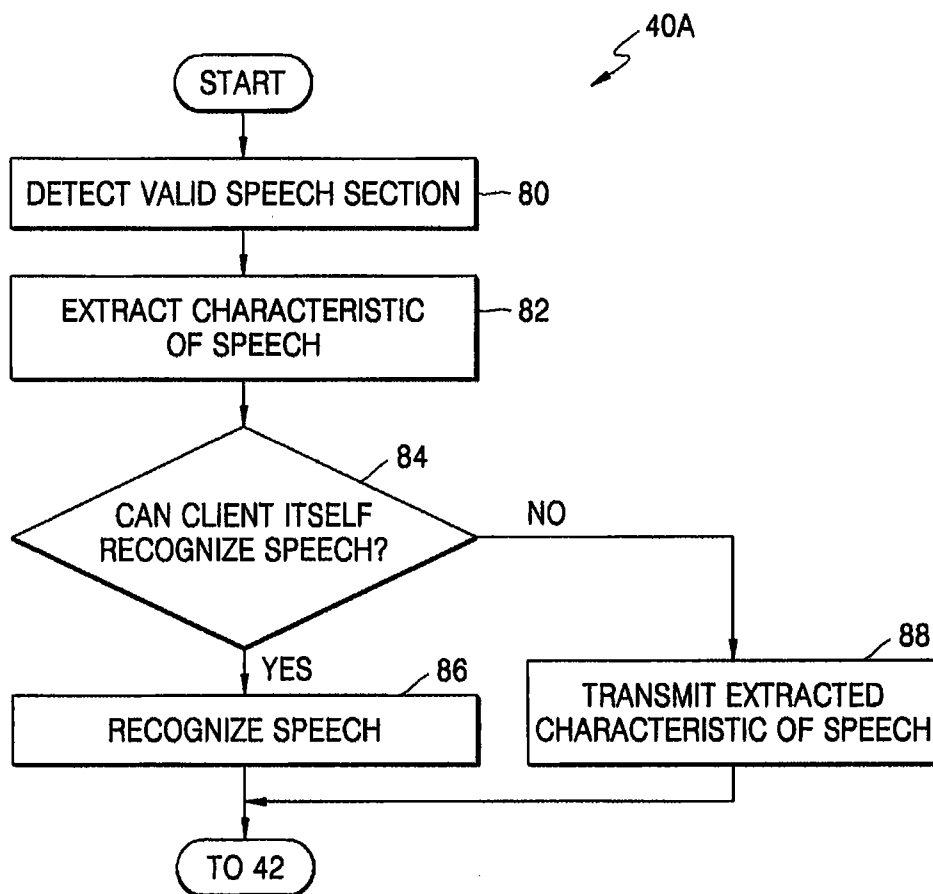 40A
START
DETECT VALID SPEECH SECTION
80
EXTRACT CHARACTERISTIC
OF SPEECH
82
84
CAN CLIENT ITSELF
RECOGNIZE SPEECH?
NO
YES
86
RECOGNIZE SPEECH
88
TRANSMIT EXTRACTED
CHARACTERISTIC OF SPEECH
TO 42